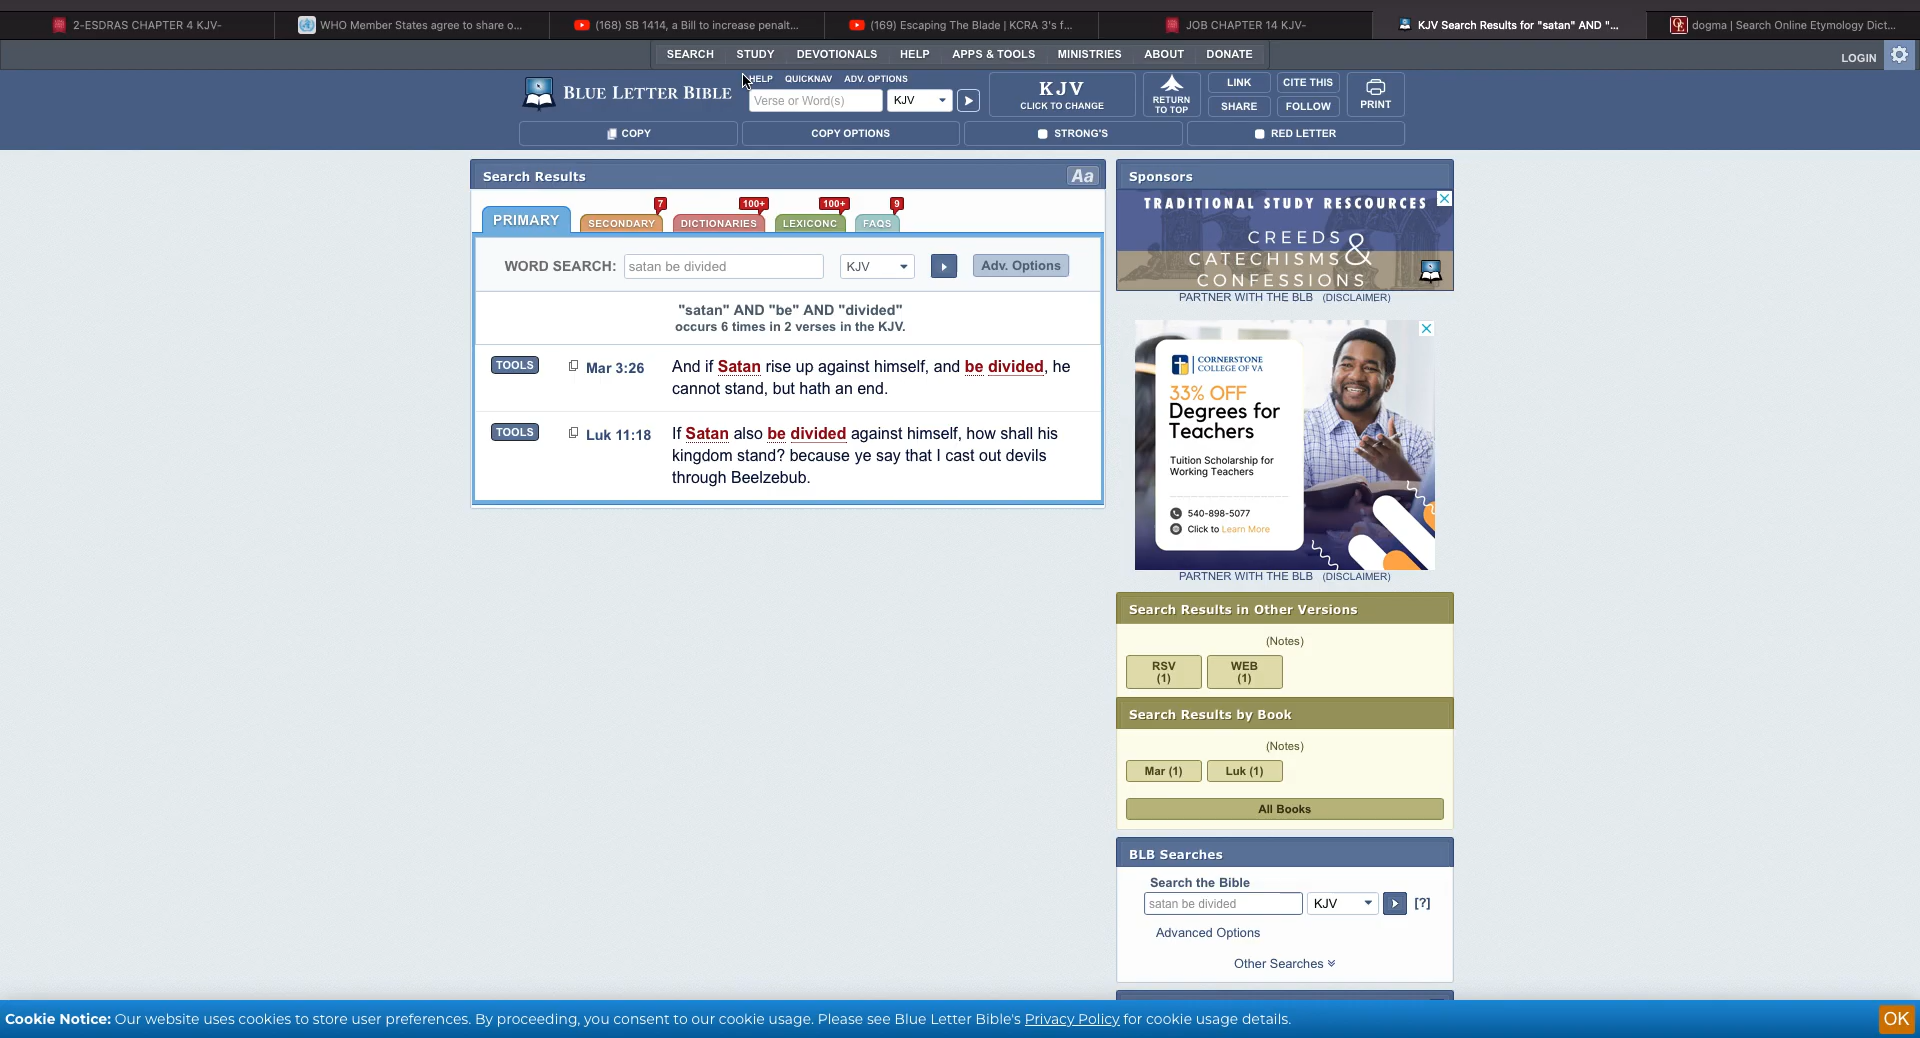 2-ESDRAS CHAPTER 4 KJV-
WHO Member States agree to share o...
(168) SB 1414, a Bill to increase penalt...
(169) Escaping The Blade | KCRA 3's f...
JOB CHAPTER 14 KJV-
KJV Search Results for "satan" AND "...
dogma | Search Online Etymology Dict...
SEARCH STUDY DEVOTIONALS HELP APPS & TOOLS MINISTRIES ABOUT DONATE
LOGIN
BLUE LETTER BIBLE
HELP QUICKNAV ADV. OPTIONS
Verse or Word(s) KJV
KJV
CLICK TO CHANGE
RETURN
TO TOP
LINK
CITE THIS
SHARE
FOLLOW
PRINT
COPY
COPY OPTIONS
STRONG'S
RED LETTER
Search Results Aa
PRIMARY
SECONDARY 7
DICTIONARIES 100+
LEXICONC 100+
FAQS 9
WORD SEARCH: satan be divided KJV Adv. Options
"satan" AND "be" AND "divided"
occurs 6 times in 2 verses in the KJV.
TOOLS Mar 3:26 And if Satan rise up against himself, and be divided, he
cannot stand, but hath an end.
TOOLS Luk 11:18 If Satan also be divided against himself, how shall his
kingdom stand? because ye say that I cast out devils
through Beelzebub.
Sponsors
TRADITIONAL STUDY RESCOURCES
CREEDS
CATECHISMS &
CONFESSIONS
PARTNER WITH THE BLB (DISCLAIMER)
CORNERSTONE
COLLEGE OF VA
33% OFF
Degrees for
Teachers
Tuition Scholarship for
Working Teachers
540-898-5077
Click to Learn More
PARTNER WITH THE BLB (DISCLAIMER)
Search Results in Other Versions
(Notes)
RSV
(1)
WEB
(1)
Search Results by Book
(Notes)
Mar (1) Luk (1)
All Books
BLB Searches
Search the Bible
satan be divided KJV [?]
Advanced Options
Other Searches
Cookie Notice: Our website uses cookies to store user preferences. By proceeding, you consent to our cookie usage. Please see Blue Letter Bible's Privacy Policy for cookie usage details.
OK